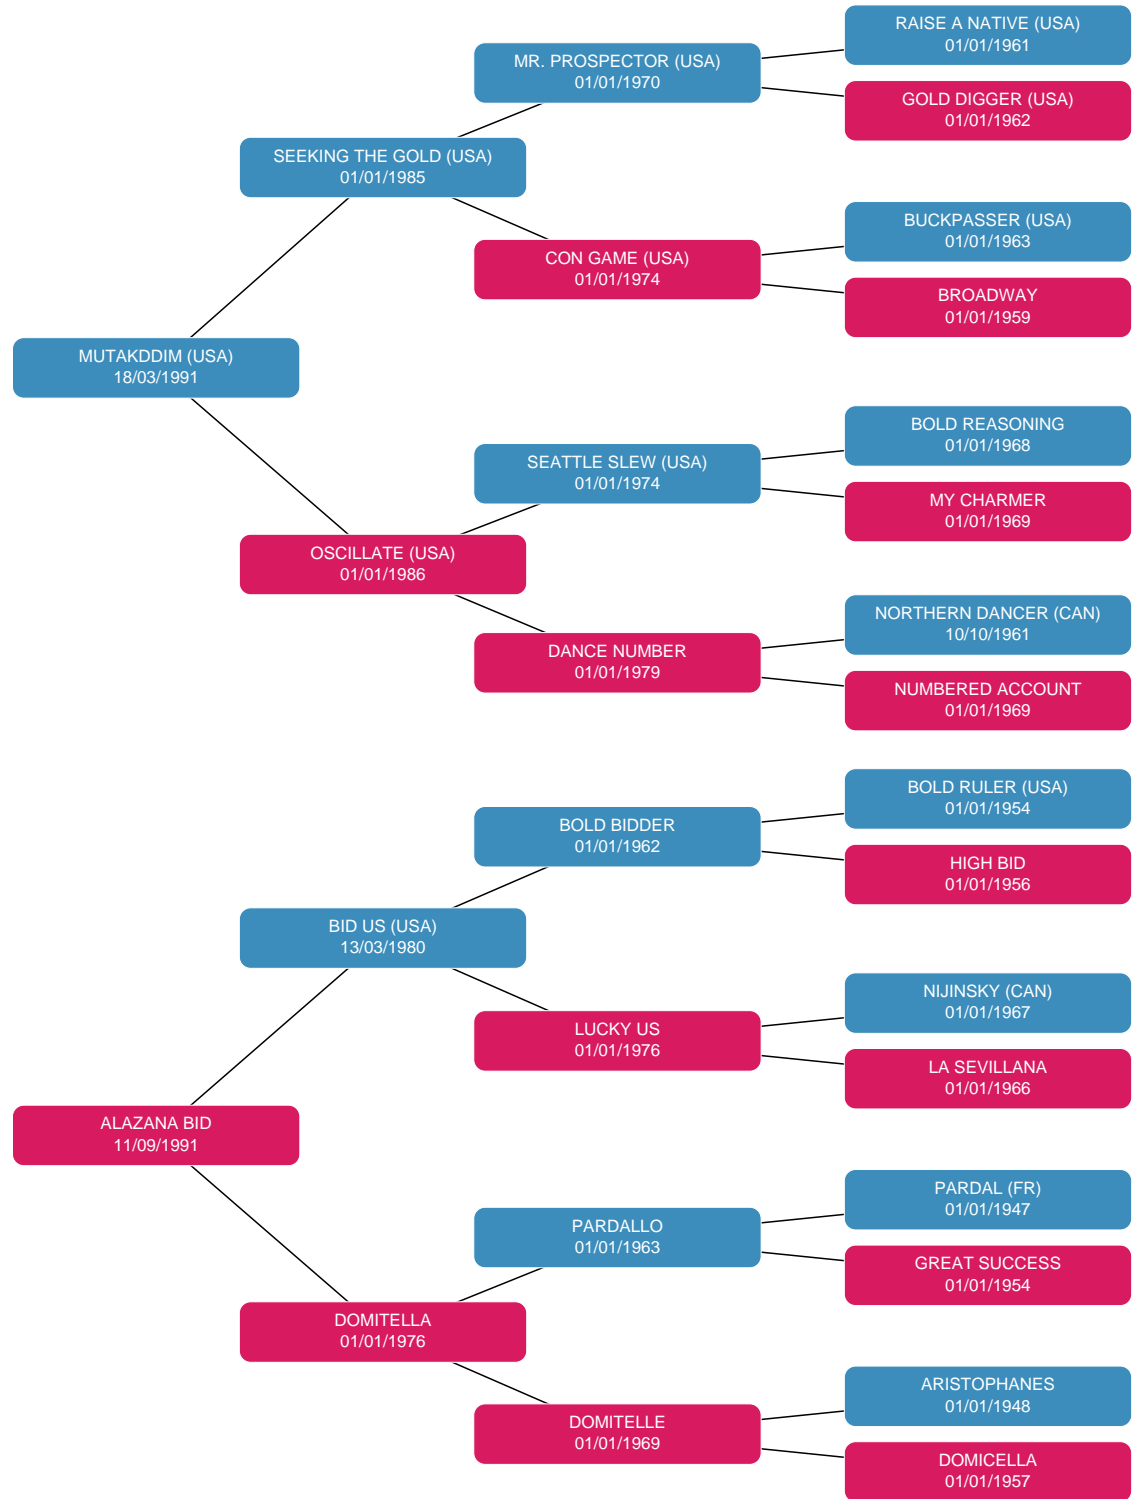 RAISE A NATIVE (USA)
01/01/1961
MR. PROSPECTOR (USA)
01/01/1970
GOLD DIGGER (USA)
01/01/1962
SEEKING THE GOLD (USA)
01/01/1985
BUCKPASSER (USA)
01/01/1963
CON GAME (USA)
01/01/1974
BROADWAY
01/01/1959
MUTAKDDIM (USA)
18/03/1991
BOLD REASONING
01/01/1968
SEATTLE SLEW (USA)
01/01/1974
MY CHARMER
01/01/1969
OSCILLATE (USA)
01/01/1986
NORTHERN DANCER (CAN)
10/10/1961
DANCE NUMBER
01/01/1979
NUMBERED ACCOUNT
01/01/1969
BOLD RULER (USA)
01/01/1954
BOLD BIDDER
01/01/1962
HIGH BID
01/01/1956
BID US (USA)
13/03/1980
NIJINSKY (CAN)
01/01/1967
LUCKY US
01/01/1976
LA SEVILLANA
01/01/1966
ALAZANA BID
11/09/1991
PARDAL (FR)
01/01/1947
PARDALLO
01/01/1963
GREAT SUCCESS
01/01/1954
DOMITELLA
01/01/1976
ARISTOPHANES
01/01/1948
DOMITELLE
01/01/1969
DOMICELLA
01/01/1957